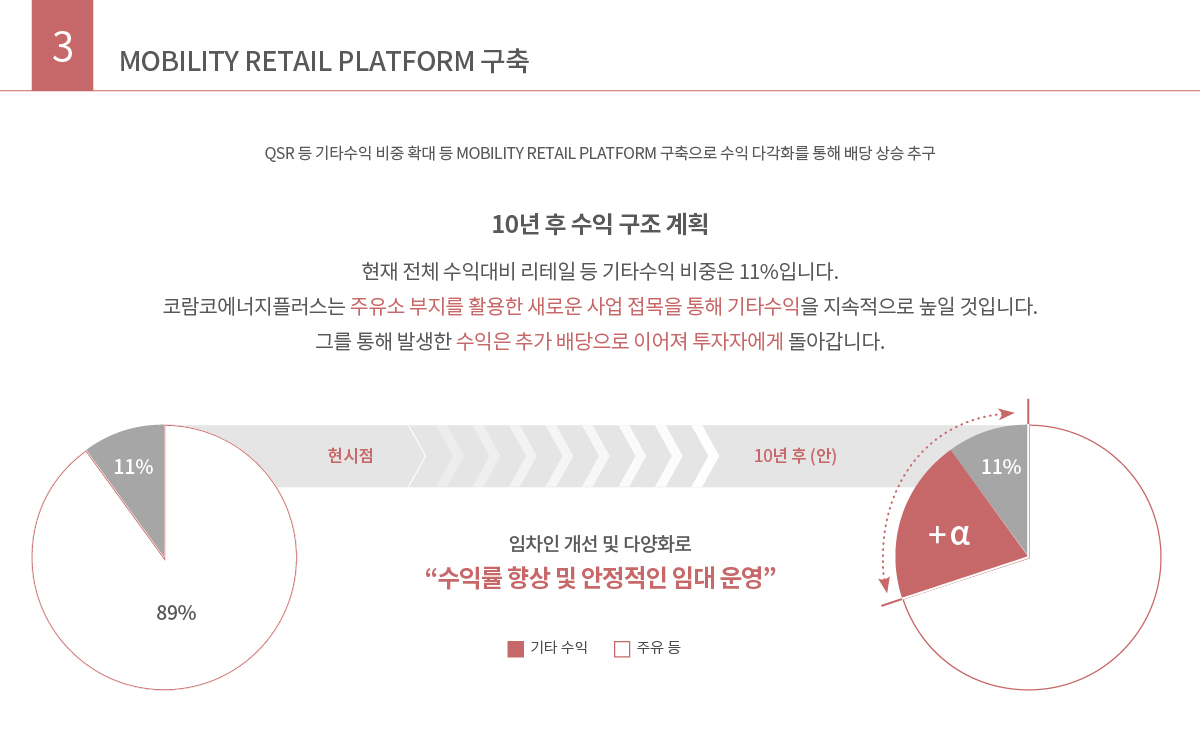 3
MOBILITY RETAIL PLATFORM 구축
QSR 등 기타수익 비중 확대 등 MOBILITY RETAIL PLATFORM 구축으로 수익 다각화를 통해 배당 상승 추구
10년 후 수익 구조 계획
현재 전체 수익대비 리테일 등 기타수익 비중은 11%입니다.
코람코에너지플러스는 주유소 부지를 활용한 새로운 사업 접목을 통해 기타수익을 지속적으로 높일 것입니다.
그를 통해 발생한 수익은 추가 배당으로 이어져 투자자에게 돌아갑니다.
11%
89%
현시점
10년 후 (안)
11%
+α
임차인 개선 및 다양화로
“수익률 향상 및 안정적인 임대 운영”
기타 수익
주유 등